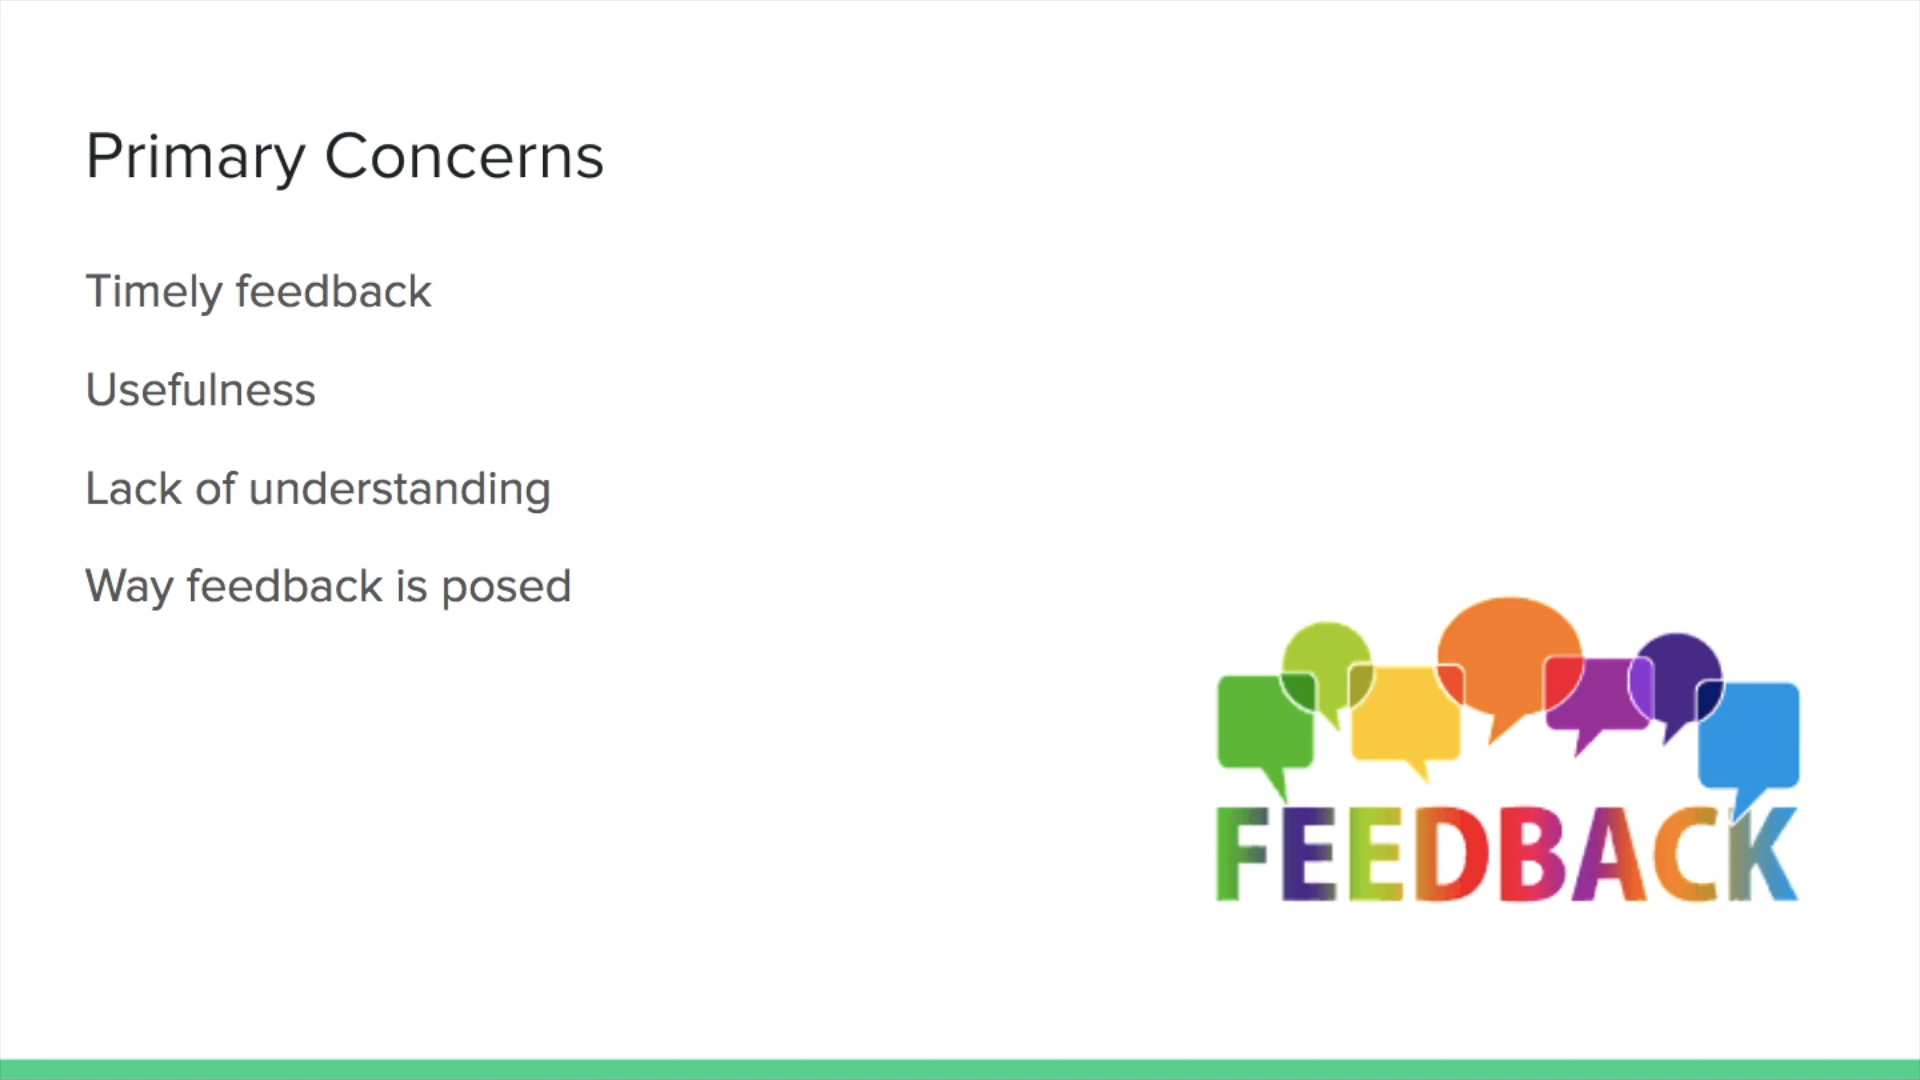 Primary Concerns
Timely feedback
Usefulness
Lack of understanding
Way feedback is posed
FEEDBACK